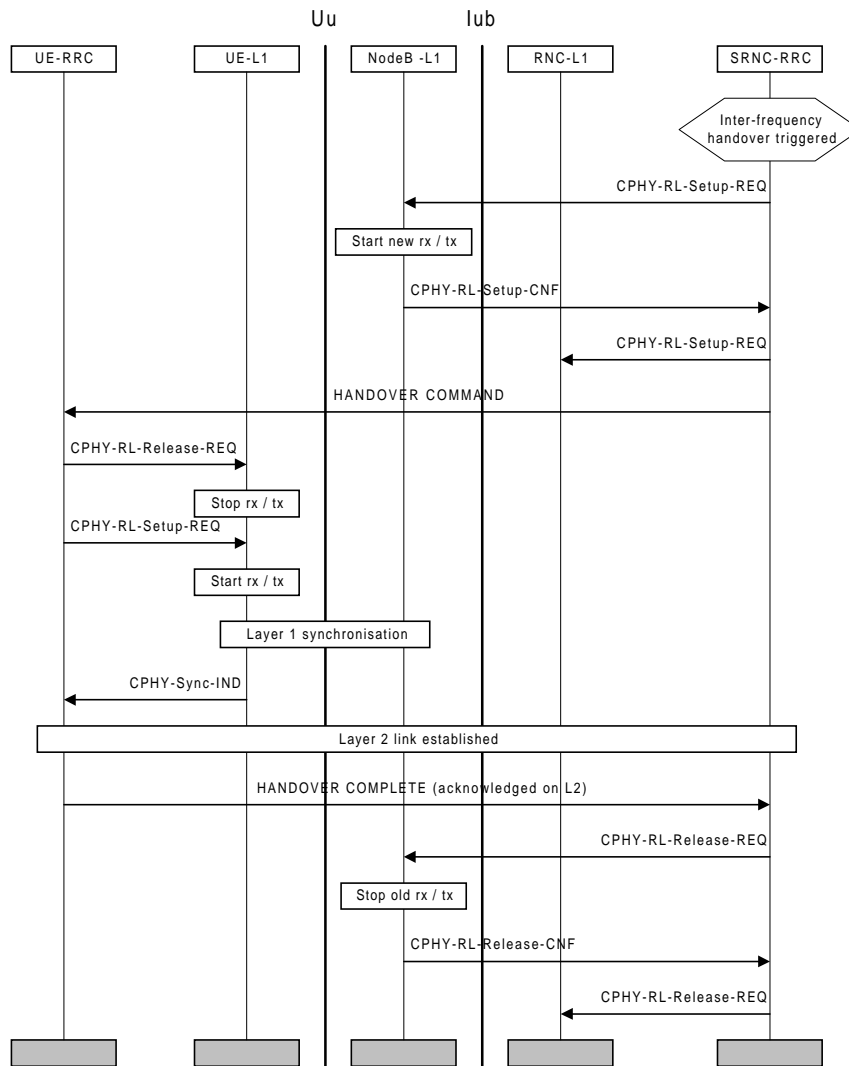 Uu
Iub
UE-RRC
UE-L1
NodeB -L1
RNC-L1
SRNC-RRC
Inter-frequency
handover triggered
CPHY-RL-Setup-REQ
Start new rx / tx
CPHY-RL-Setup-CNF
CPHY-RL-Setup-REQ
HANDOVER COMMAND
CPHY-RL-Release-REQ
Stop rx / tx
CPHY-RL-Setup-REQ
Start rx / tx
Layer 1 synchronisation
CPHY-Sync-IND
Layer 2 link established
HANDOVER COMPLETE (acknowledged on L2)
CPHY-RL-Release-REQ
Stop old rx / tx
CPHY-RL-Release-CNF
CPHY-RL-Release-REQ